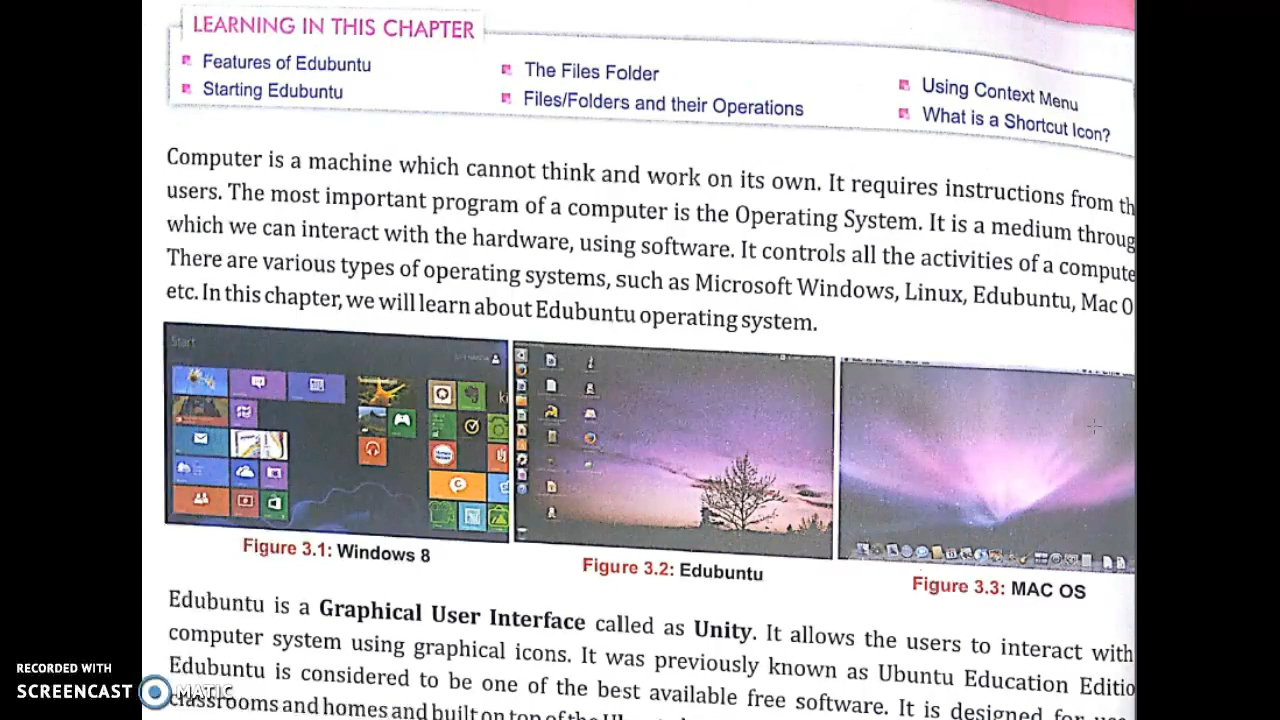 LEARNING IN THIS CHAPTER
Features of Edubuntu
Starting Edubuntu
The Files Folder
Files/Folders and their Operations
Using Context Menu
What is a Shortcut Icon?
Computer is a machine which cannot think and work on its own. It requires instructions from th
users. The most important program of a computer is the Operating System. It is a medium throug
which we can interact with the hardware, using software. It controls all the activities of a compute
There are various types of operating systems, such as Microsoft Windows, Linux, Edubuntu, Mac O
etc. In this chapter, we will learn about Edubuntu operating system.
Start
Figure 3.1: Windows 8
Figure 3.2: Edubuntu
Figure 3.3: MAC OS
Edubuntu is a Graphical User Interface called as Unity. It allows the users to interact with
computer system using graphical icons. It was previously known as Ubuntu Education Editio
Edubuntu is considered to be one of the best available free software. It is designed for
classrooms and homes and built on top of the
RECORDED WITH
SCREENCAST MATIC